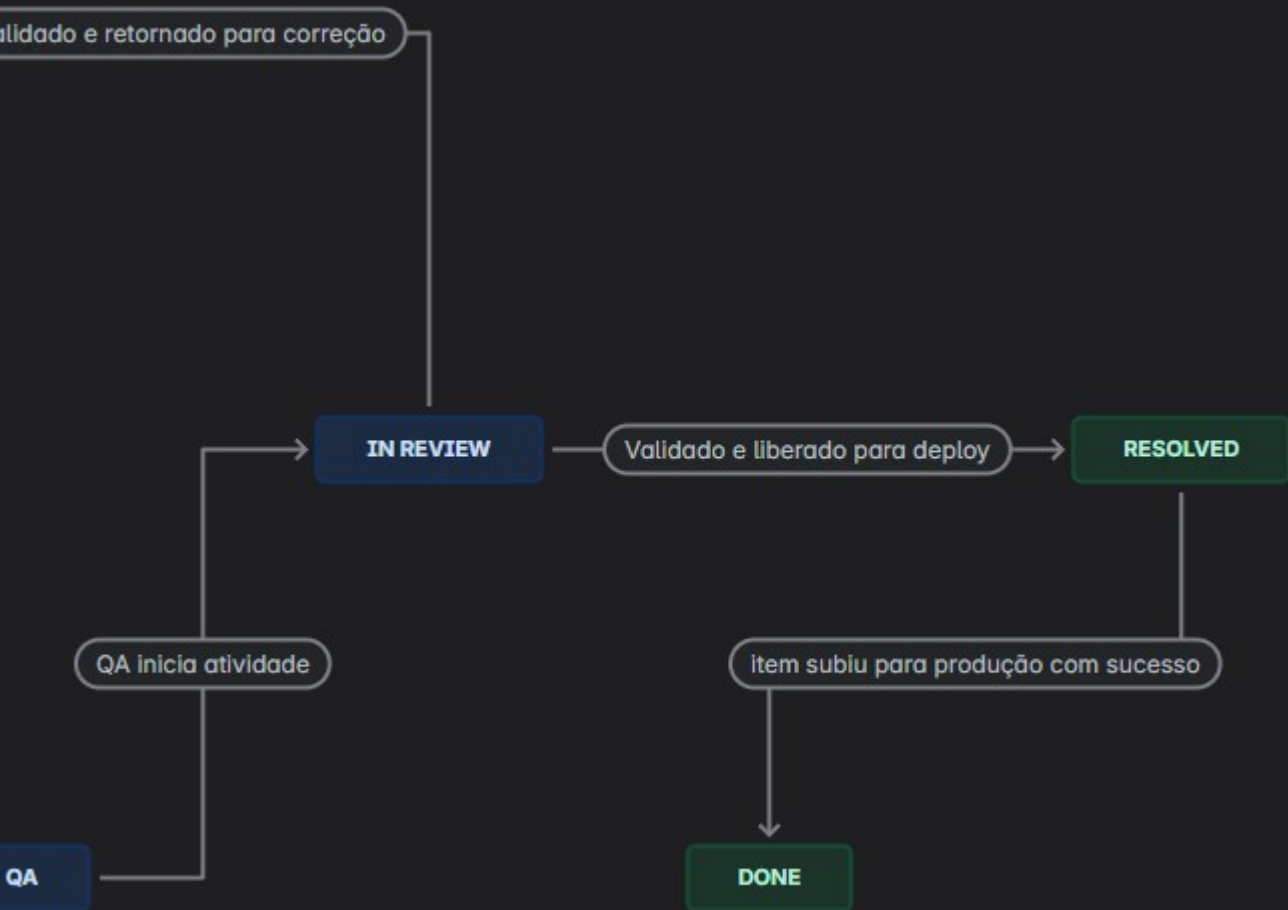 alidado e retornado para correção
IN REVIEW
Validado e liberado para deploy
RESOLVED
QA inicia atividade
item subiu para produção com sucesso
QA
DONE